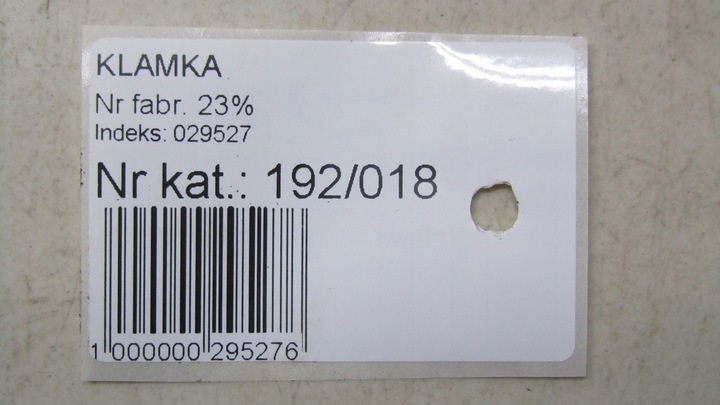 KLAMKA
Nr fabr. 23%
Indeks: 029527
Nr kat.: 192/018
1 000000 295276